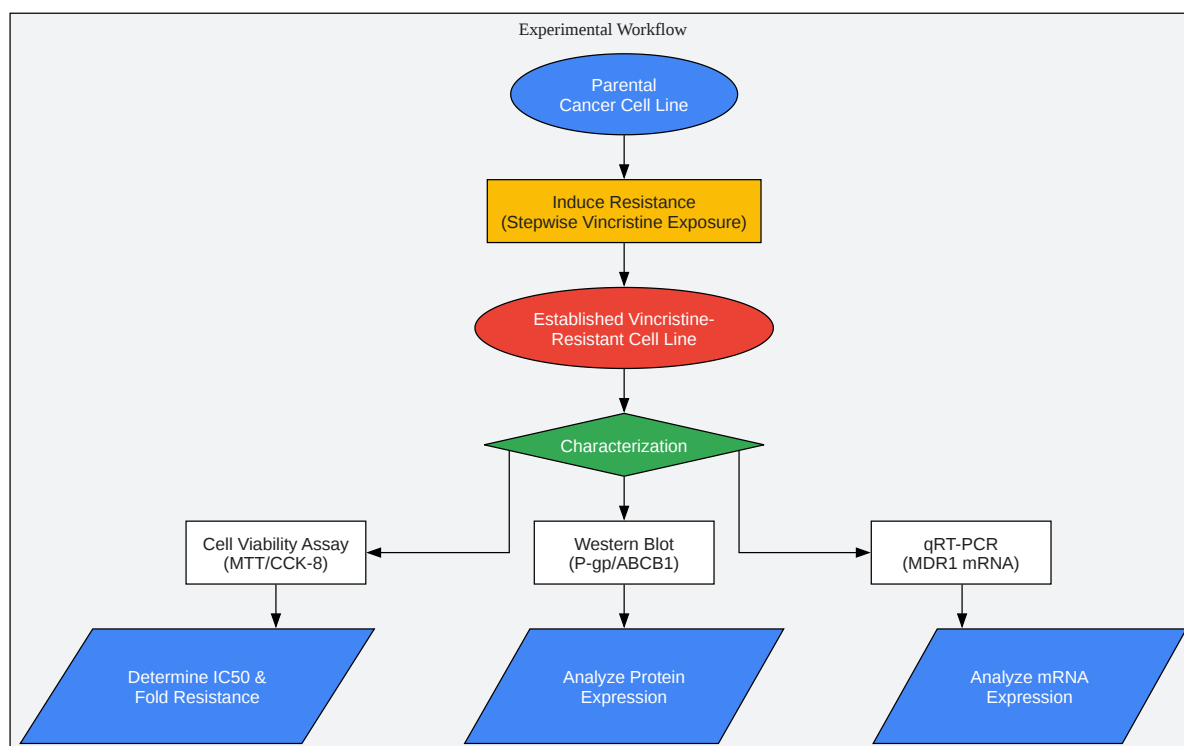 Experimental Workflow
Parental
Cancer Cell Line
Induce Resistance
(Stepwise Vincristine Exposure)
Established Vincristine-
Resistant Cell Line
Characterization
Cell Viability Assay
(MTT/CCK-8)
Western Blot
(P-gp/ABCB1)
qRT-PCR
(MDR1 mRNA)
Determine IC50 &
Fold Resistance
Analyze Protein
Expression
Analyze mRNA
Expression